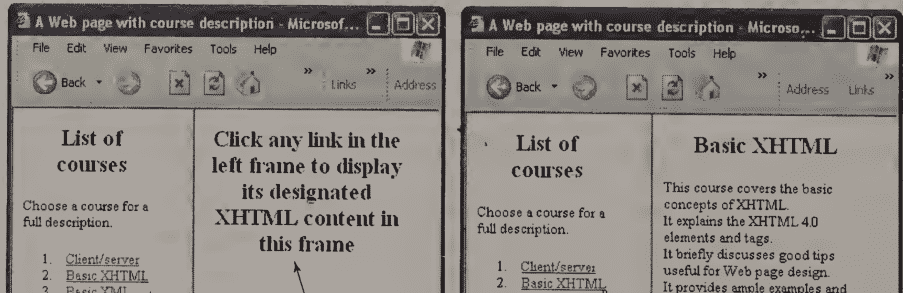 A Web page with course description - Microsof...
File Edit View Favorites Tools Help
Back » Links » Address
List of
courses
Choose a course for a
full description.
1. Client/server
2. Basic XHTML
3. Basic XML
Click any link in the
left frame to display
its designated
XHTML content in
this frame
A Web page with course description - Microso...
File Edit View Favorites Tools Help
Back » Address Links »
List of
courses
Choose a course for a
full description.
1. Client/server
2. Basic XHTML
Basic XHTML
This course covers the basic
concepts of XHTML.
It explains the XHTML 4.0
elements and tags.
It briefly discusses good tips
useful for Web page design.
It provides ample examples and